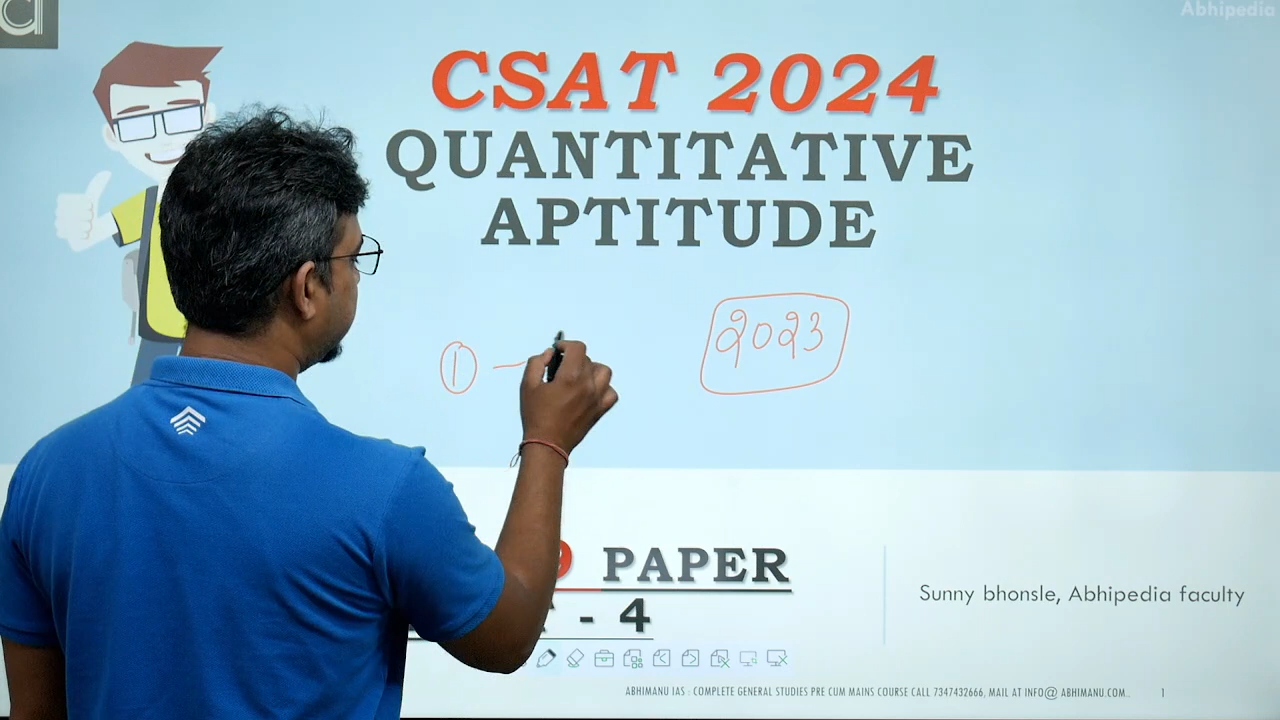 Abhipedia
CSAT 2024
QUANTITATIVE
APTITUDE
① –
2023
PAPER
- 4
Sunny bhonsle, Abhipedia faculty
ABHIMANU IAS : COMPLETE GENERAL STUDIES PRE CUM MAINS COURSE CALL 7347432666, MAIL AT INFO@ ABHIMANU.COM.. 1